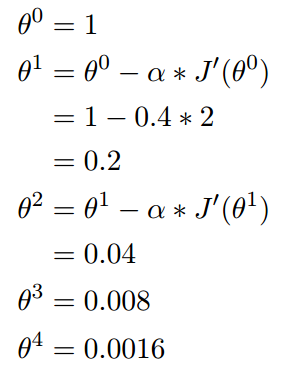 θ⁰ = 1
θ¹ = θ⁰ − α * J′(θ⁰)
= 1 − 0.4 * 2
= 0.2
θ² = θ¹ − α * J′(θ¹)
= 0.04
θ³ = 0.008
θ⁴ = 0.0016